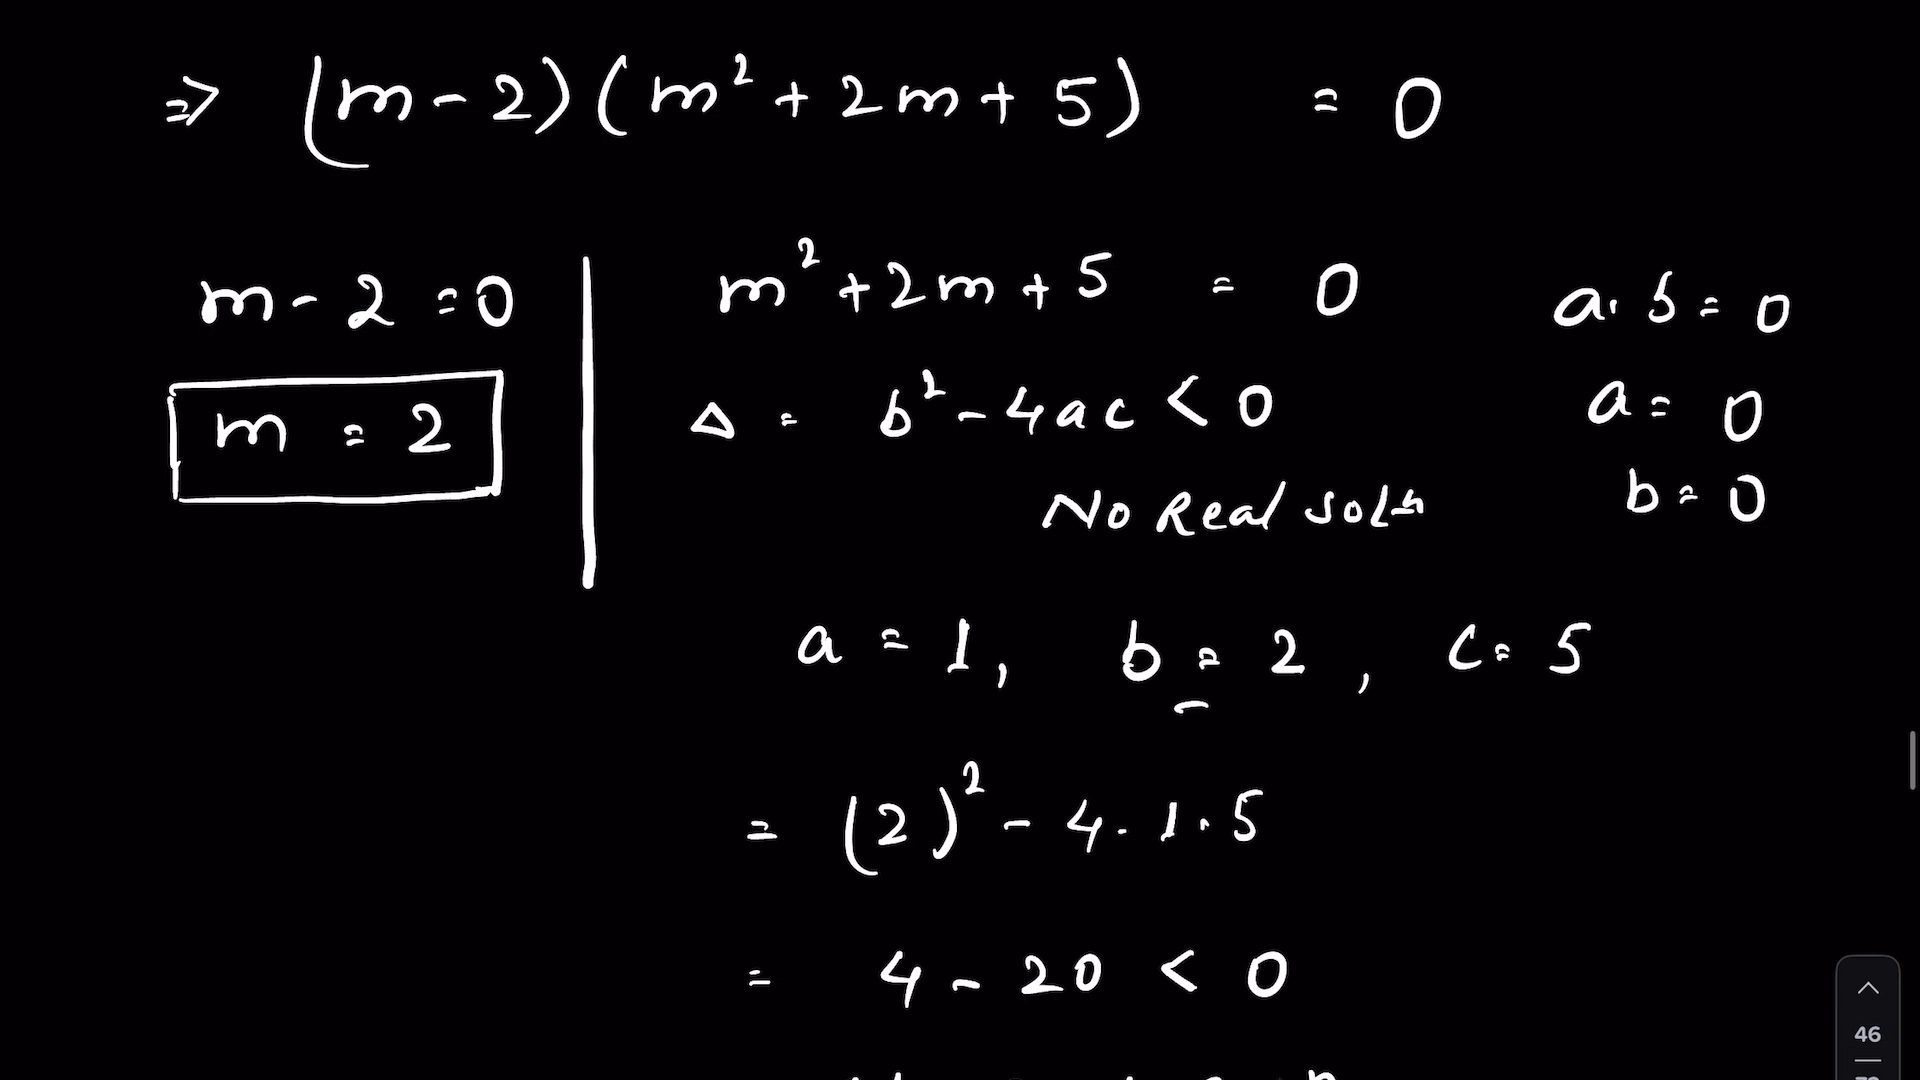 ⇒ (m-2)(m²+2m+5) = 0
m-2=0
m = 2
m²+2m+5 = 0
Δ = b²-4ac < 0
No Real Sol
a = 1, b = 2, c = 5
= (2)²-4.1.5
= 4-20 < 0
a.b=0
a=0
b=0
46